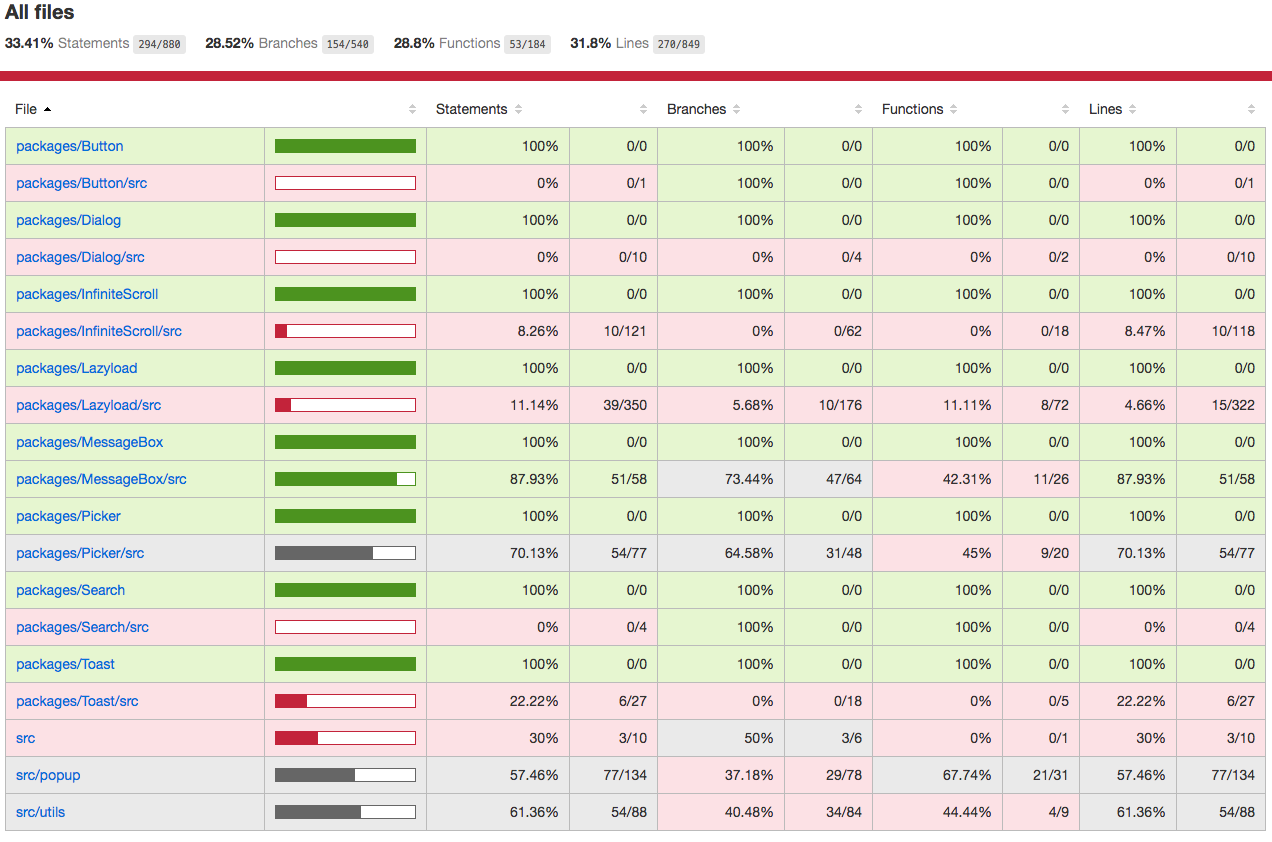 All files
33.41% Statements 294/880 28.52% Branches 154/540 28.8% Functions 53/184 31.8% Lines 270/849
File Statements Branches Functions Lines
packages/Button 100% 0/0 100% 0/0 100% 0/0 100% 0/0
packages/Button/src 0% 0/1 100% 0/0 100% 0/0 0% 0/1
packages/Dialog 100% 0/0 100% 0/0 100% 0/0 100% 0/0
packages/Dialog/src 0% 0/10 0% 0/4 0% 0/2 0% 0/10
packages/InfiniteScroll 100% 0/0 100% 0/0 100% 0/0 100% 0/0
packages/InfiniteScroll/src 8.26% 10/121 0% 0/62 0% 0/18 8.47% 10/118
packages/Lazyload 100% 0/0 100% 0/0 100% 0/0 100% 0/0
packages/Lazyload/src 11.14% 39/350 5.68% 10/176 11.11% 8/72 4.66% 15/322
packages/MessageBox 100% 0/0 100% 0/0 100% 0/0 100% 0/0
packages/MessageBox/src 87.93% 51/58 73.44% 47/64 42.31% 11/26 87.93% 51/58
packages/Picker 100% 0/0 100% 0/0 100% 0/0 100% 0/0
packages/Picker/src 70.13% 54/77 64.58% 31/48 45% 9/20 70.13% 54/77
packages/Search 100% 0/0 100% 0/0 100% 0/0 100% 0/0
packages/Search/src 0% 0/4 100% 0/0 100% 0/0 0% 0/4
packages/Toast 100% 0/0 100% 0/0 100% 0/0 100% 0/0
packages/Toast/src 22.22% 6/27 0% 0/18 0% 0/5 22.22% 6/27
src 30% 3/10 50% 3/6 0% 0/1 30% 3/10
src/popup 57.46% 77/134 37.18% 29/78 67.74% 21/31 57.46% 77/134
src/utils 61.36% 54/88 40.48% 34/84 44.44% 4/9 61.36% 54/88